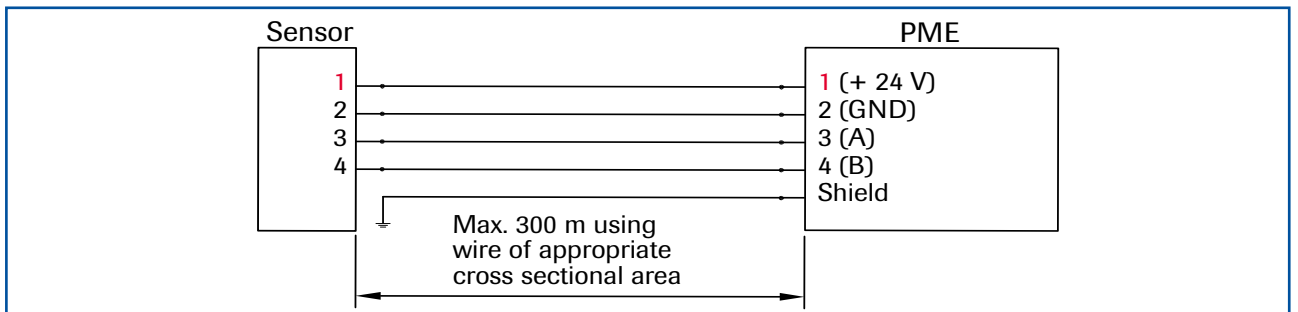 Sensor PME
1 1 (+ 24 V)
2 2 (GND)
3 3 (A)
4 4 (B)
Shield
Max. 300 m using
wire of appropriate
cross sectional area